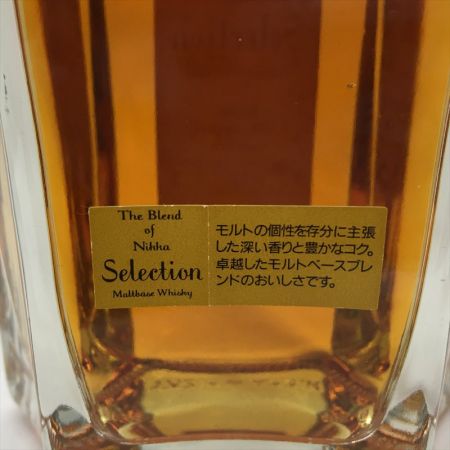 The Blend
of
Nikka
Selection
Maltbase Whisky
モルトの個性を存分に主張
した深い香りと豊かなコク。
卓越したモルトベースブレ
ンドのおいしさです。